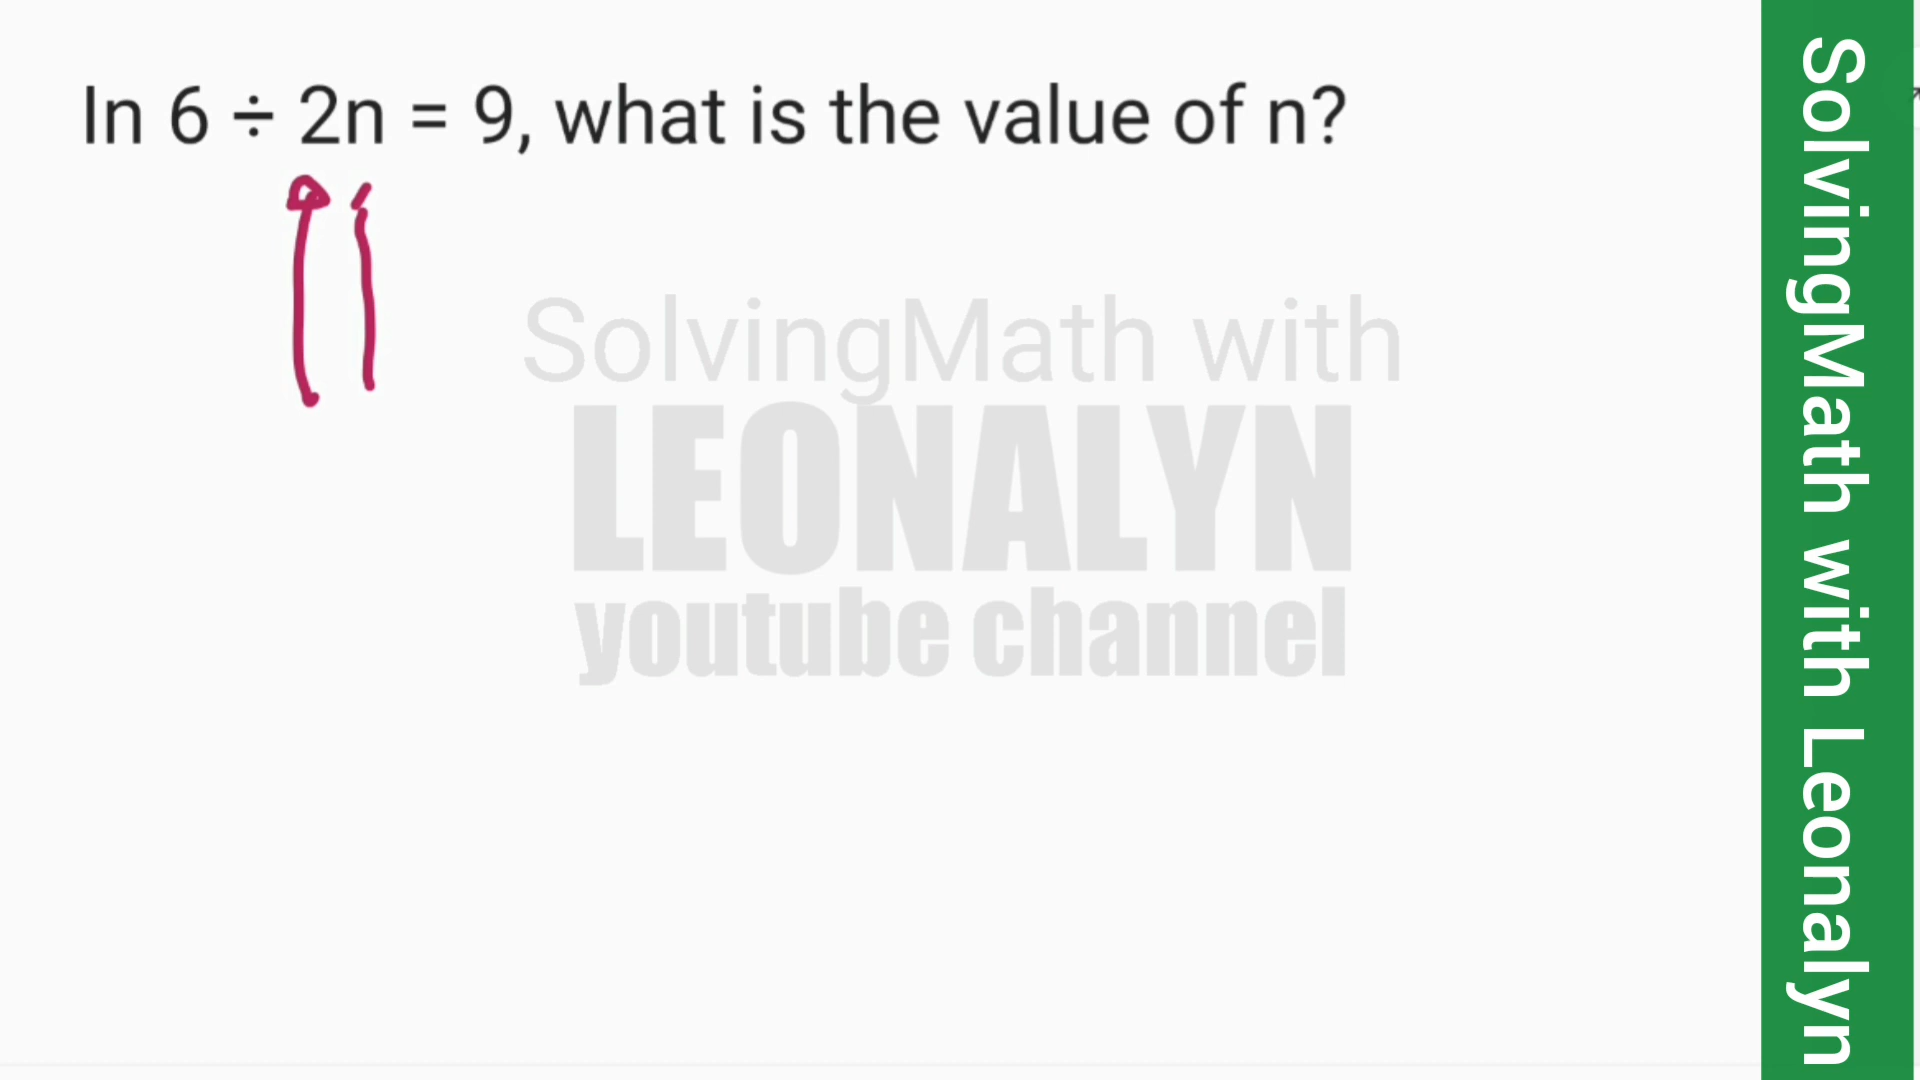 In 6 ÷ 2n = 9, what is the value of n?
SolvingMath with
LEONALYN
youtube channel
SolvingMath with Leonalyn